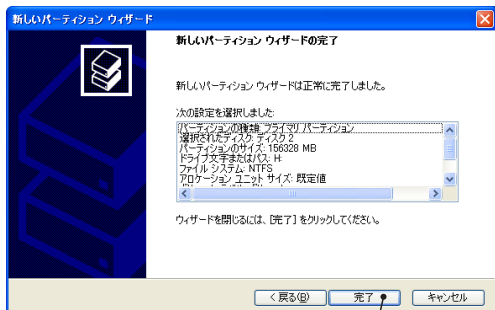 新しいパーティション ウィザード
新しいパーティション ウィザードの完了
新しいパーティション ウィザードは正常に完了しました。
次の設定を選択しました:
パーティションの種類: プライマリ パーティション
選択されたディスク: ディスク 2
パーティションのサイズ: 156328 MB
ドライブ文字またはパス: H:
ファイル システム: NTFS
アロケーション ユニット サイズ: 既定値
ウィザードを閉じるには、[完了] をクリックしてください。
< 戻る(B)
完了
キャンセル